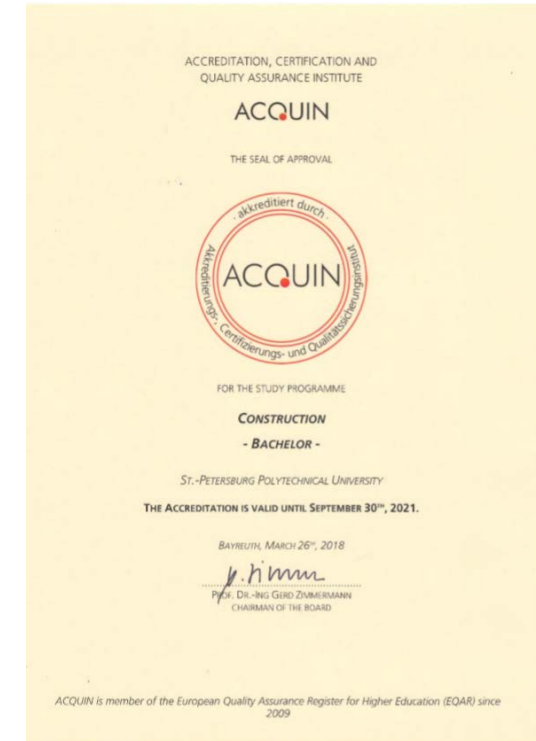 ACCREDITATION, CERTIFICATION AND
QUALITY ASSURANCE INSTITUTE
ACQUIN
THE SEAL OF APPROVAL
· akkreditiert durch ·
ACQUIN
Akkreditierungs-, Certifizierungs- und Qualitätssicherungsinstitut
FOR THE STUDY PROGRAMME
CONSTRUCTION
- BACHELOR -
ST.-PETERSBURG POLYTECHNICAL UNIVERSITY
THE ACCREDITATION IS VALID UNTIL SEPTEMBER 30TH, 2021.
BAYREUTH, MARCH 26TH, 2018
PROF. DR.-ING GERD ZIMMERMANN
CHAIRMAN OF THE BOARD
ACQUIN is member of the European Quality Assurance Register for Higher Education (EQAR) since
2009